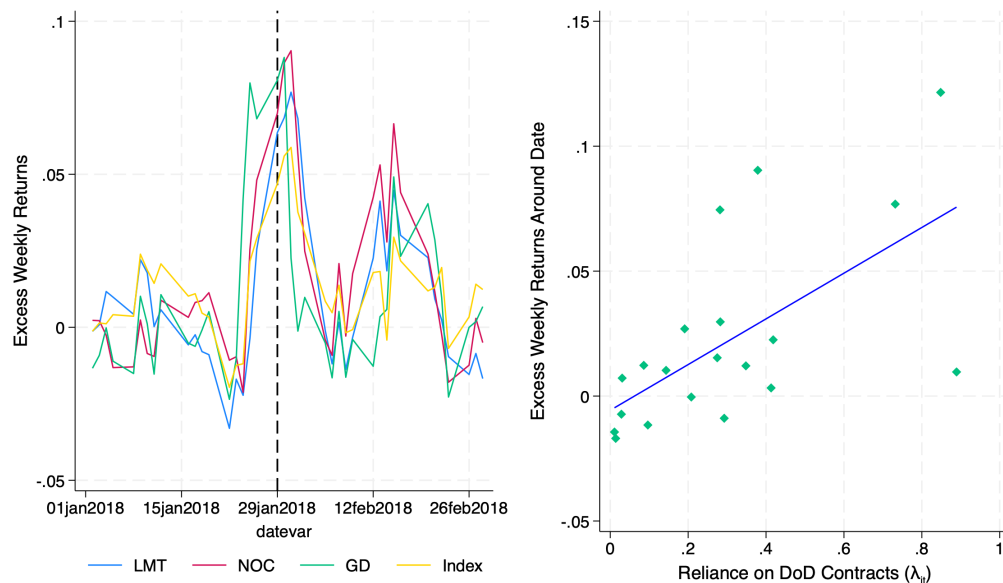 Excess Weekly Returns
.1
.05
0
-.05
01jan2018 15jan2018 29jan2018 12feb2018 26feb2018
datevar
LMT NOC GD Index
Excess Weekly Returns Around Date
.15
.1
.05
0
-.05
0 .2 .4 .6 .8 1
Reliance on DoD Contracts (λ